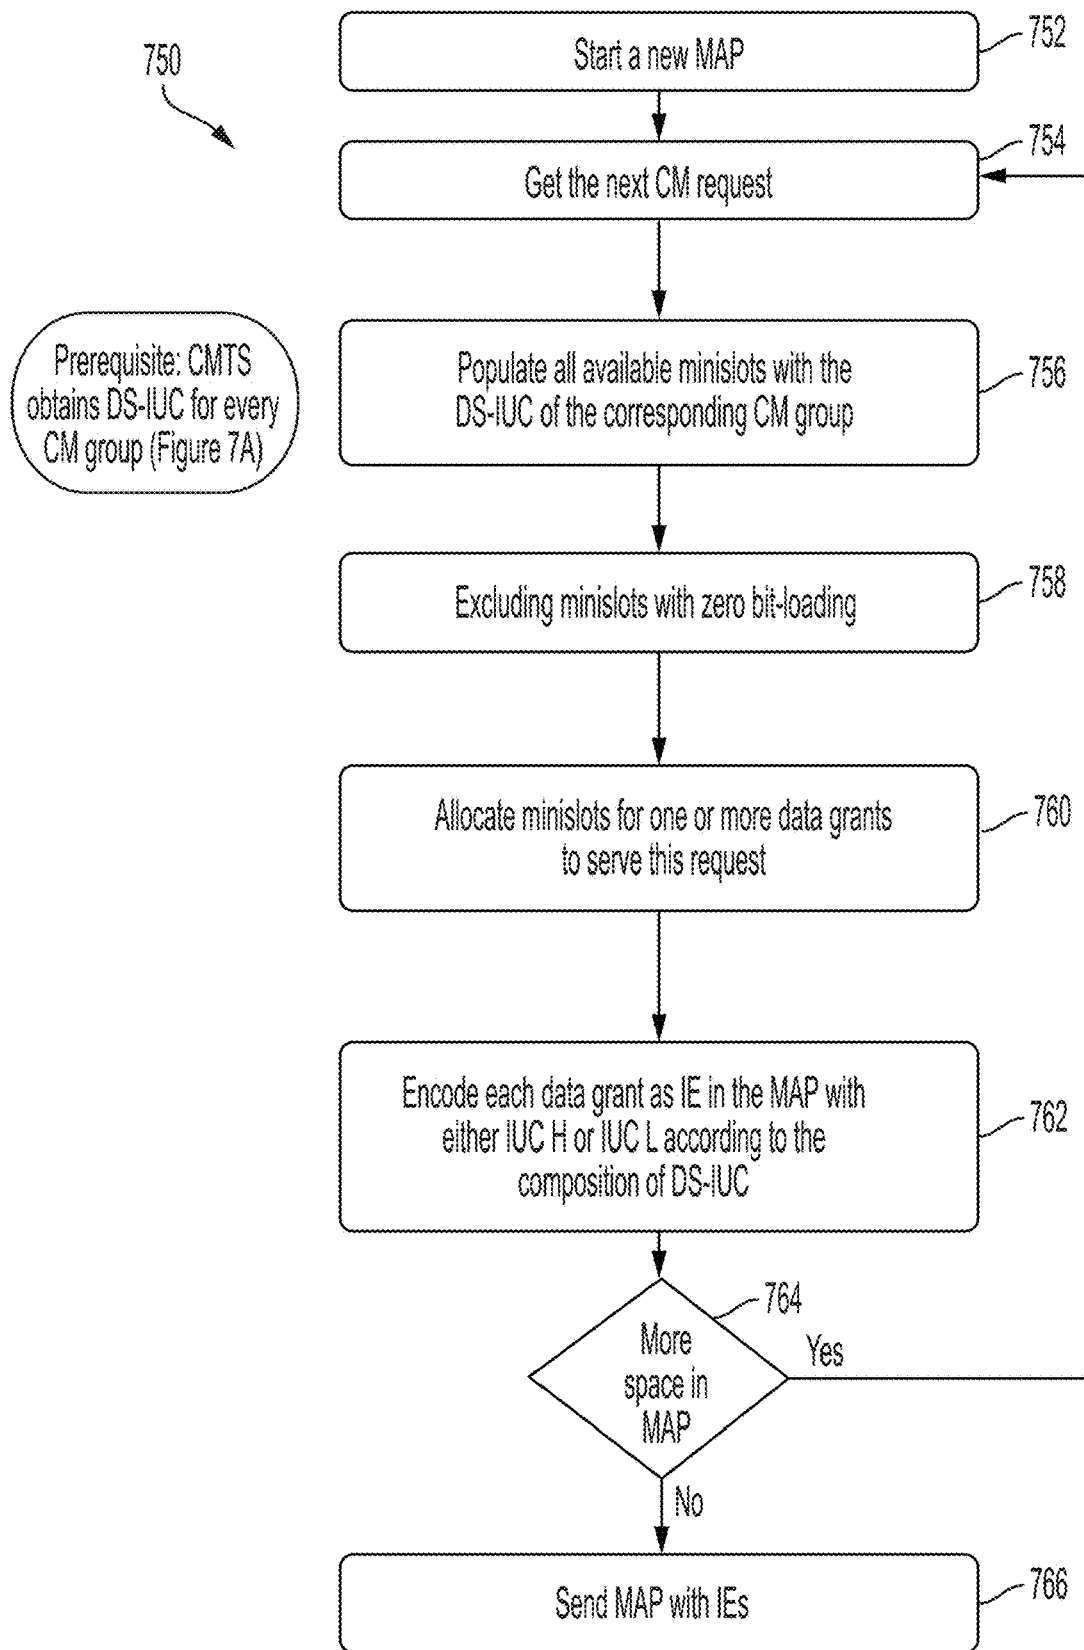 750
Start a new MAP
752
Get the next CM request
754
Prerequisite: CMTS
obtains DS-IUC for every
CM group (Figure 7A)
Populate all available minislots with the
DS-IUC of the corresponding CM group
756
Excluding minislots with zero bit-loading
758
Allocate minislots for one or more data grants
to serve this request
760
Encode each data grant as IE in the MAP with
either IUC H or IUC L according to the
composition of DS-IUC
762
More
space in
MAP
764
Yes
No
Send MAP with IEs
766